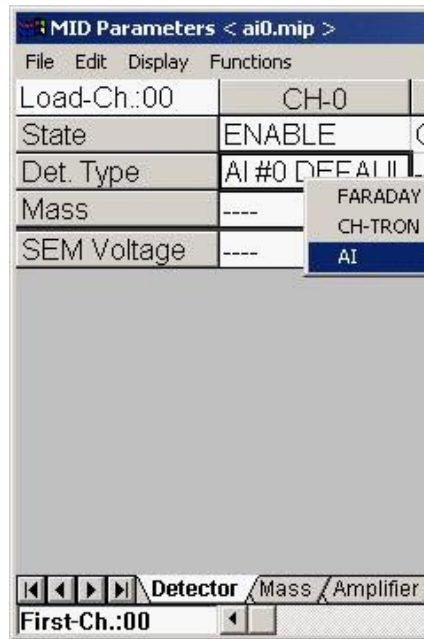 MID Parameters < ai0.mip >
File Edit Display Functions
Load-Ch.:00 CH-0
State ENABLE
Det. Type AI #0
Mass ----
SEM Voltage ----
FARADAY
CH-TRON
AI
Detector Mass Amplifier
First-Ch.:00